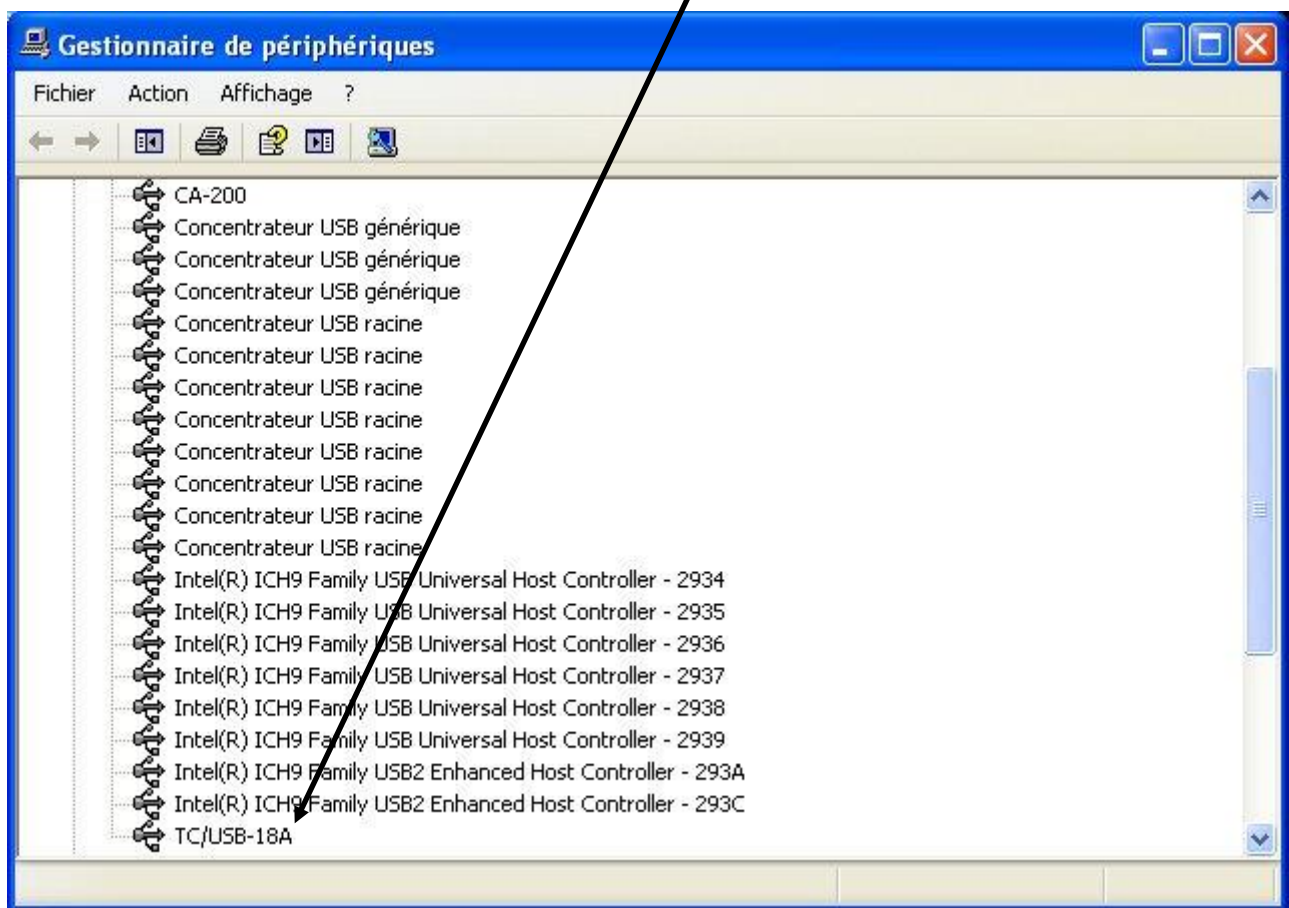 Gestionnaire de périphériques
Fichier Action Affichage ?
CA-200
Concentrateur USB générique
Concentrateur USB générique
Concentrateur USB générique
Concentrateur USB racine
Concentrateur USB racine
Concentrateur USB racine
Concentrateur USB racine
Concentrateur USB racine
Concentrateur USB racine
Concentrateur USB racine
Concentrateur USB racine
Intel(R) ICH9 Family USB Universal Host Controller - 2934
Intel(R) ICH9 Family USB Universal Host Controller - 2935
Intel(R) ICH9 Family USB Universal Host Controller - 2936
Intel(R) ICH9 Family USB Universal Host Controller - 2937
Intel(R) ICH9 Family USB Universal Host Controller - 2938
Intel(R) ICH9 Family USB Universal Host Controller - 2939
Intel(R) ICH9 Family USB2 Enhanced Host Controller - 293A
Intel(R) ICH9 Family USB2 Enhanced Host Controller - 293C
TC/USB-18A